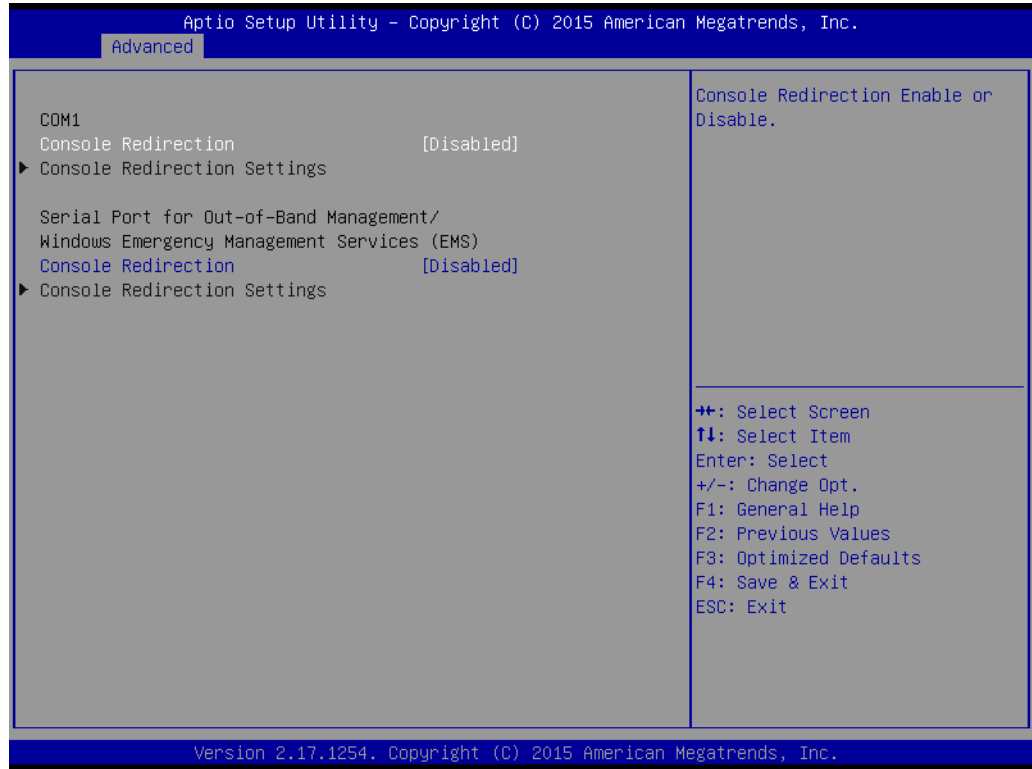 Aptio Setup Utility – Copyright (C) 2015 American Megatrends, Inc.
Advanced
COM1
Console Redirection [Disabled]
▶ Console Redirection Settings
Serial Port for Out-of-Band Management/
Windows Emergency Management Services (EMS)
Console Redirection [Disabled]
▶ Console Redirection Settings
Console Redirection Enable or
Disable.
→←: Select Screen
↑↓: Select Item
Enter: Select
+/-: Change Opt.
F1: General Help
F2: Previous Values
F3: Optimized Defaults
F4: Save & Exit
ESC: Exit
Version 2.17.1254. Copyright (C) 2015 American Megatrends, Inc.